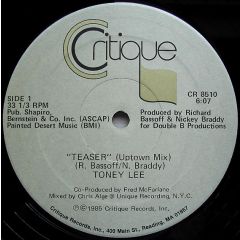 Critique
SIDE 1
33 1/3 RPM
Pub. Shapiro,
Bernstein & Co. Inc. (ASCAP)
Painted Desert Music (BMI)
CR 8510
6:07
Produced by Richard
Bassoff & Nickey Braddy
for Double B Productions
"TEASER" (Uptown Mix)
(R. Bassoff/N. Braddy)
TONEY LEE
Co-Produced by Fred McFarlane
Mixed by Chris Alge @ Unique Recording, N.Y.C.
℗ © 1985 Critique Records, Inc.
Critique Records, Inc., 400 Main St., Reading, MA 01867